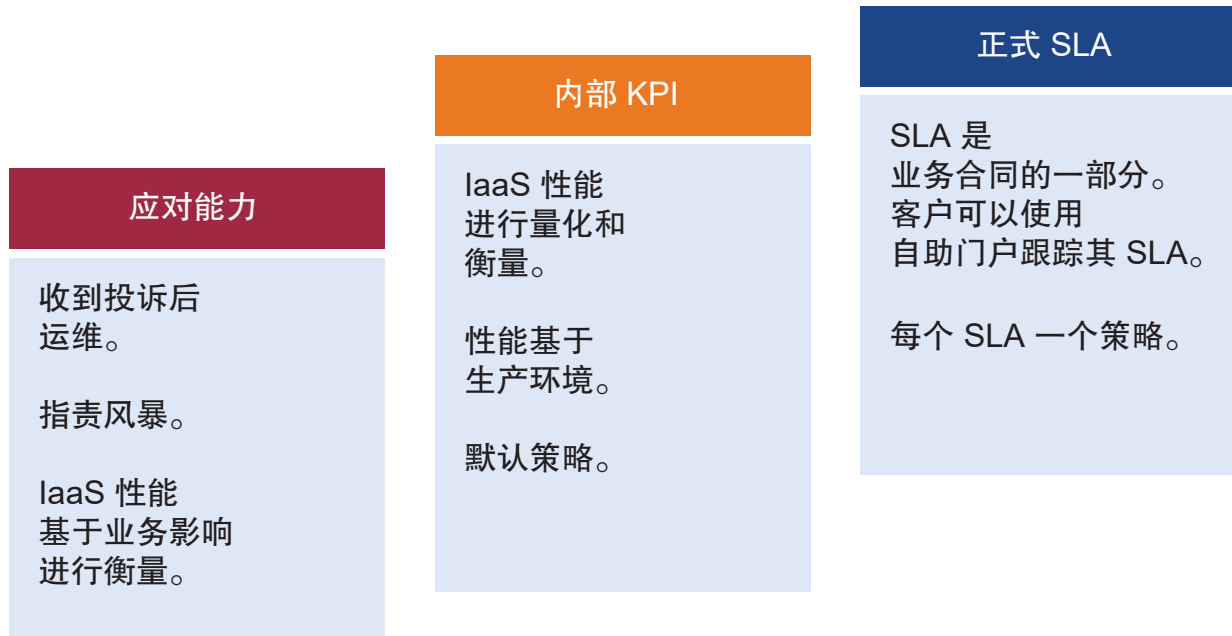 应对能力
收到投诉后
运维。
指责风暴。
IaaS 性能
基于业务影响
进行衡量。
内部 KPI
IaaS 性能
进行量化和
衡量。
性能基于
生产环境。
默认策略。
正式 SLA
SLA 是
业务合同的一部分。
客户可以使用
自助门户跟踪其 SLA。
每个 SLA 一个策略。